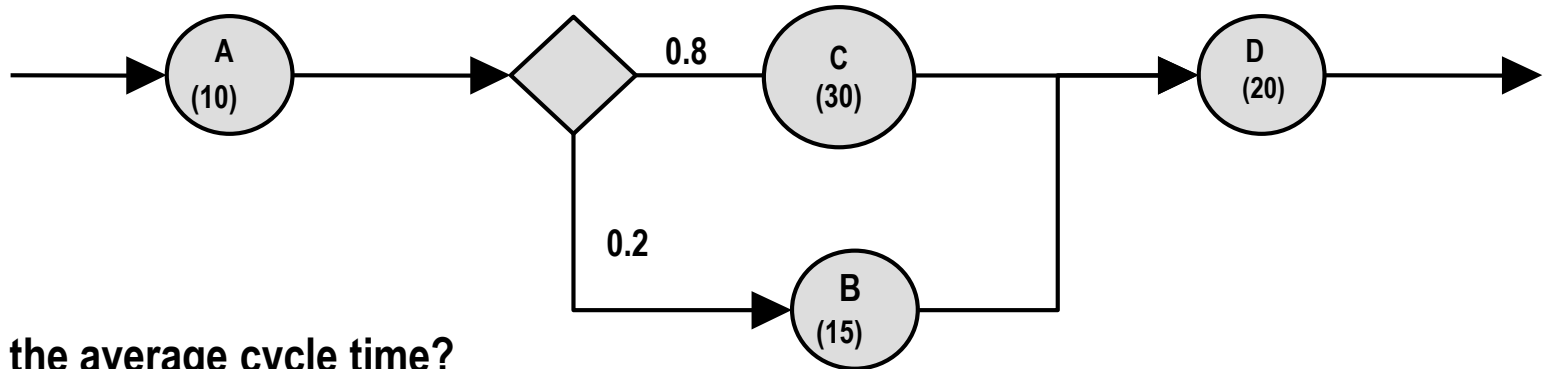 A
(10)
0.8
C
(30)
D
(20)
0.2
B
(15)
the average cycle time?